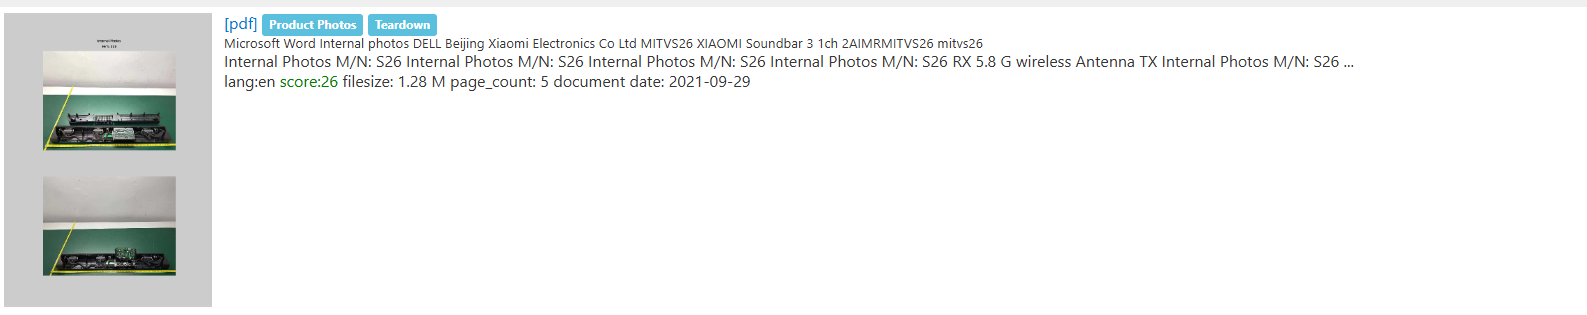 Internal Photos
M/N: S26
[pdf] Product Photos Teardown
Microsoft Word Internal photos DELL Beijing Xiaomi Electronics Co Ltd MITVS26 XIAOMI Soundbar 3 1ch 2AIMRMITVS26 mitvs26
Internal Photos M/N: S26 Internal Photos M/N: S26 Internal Photos M/N: S26 Internal Photos M/N: S26 RX 5.8 G wireless Antenna TX Internal Photos M/N: S26 ...
lang:en score:26 filesize: 1.28 M page_count: 5 document date: 2021-09-29